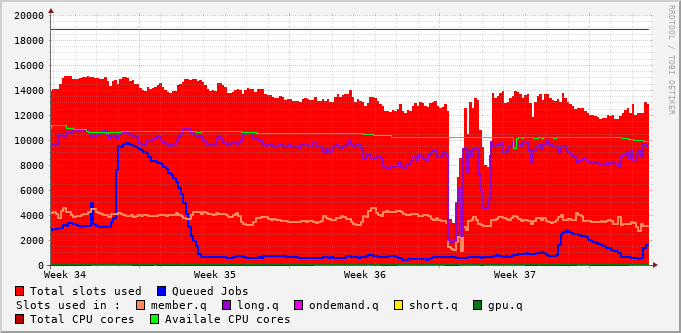 20000
18000
16000
14000
12000
10000
8000
6000
4000
2000
0
Week 34 Week 35 Week 36 Week 37
RRDTOOL / TOBI OETIKER
Total slots used Queued Jobs
Slots used in : member.q long.q ondemand.q short.q gpu.q
Total CPU cores Availale CPU cores